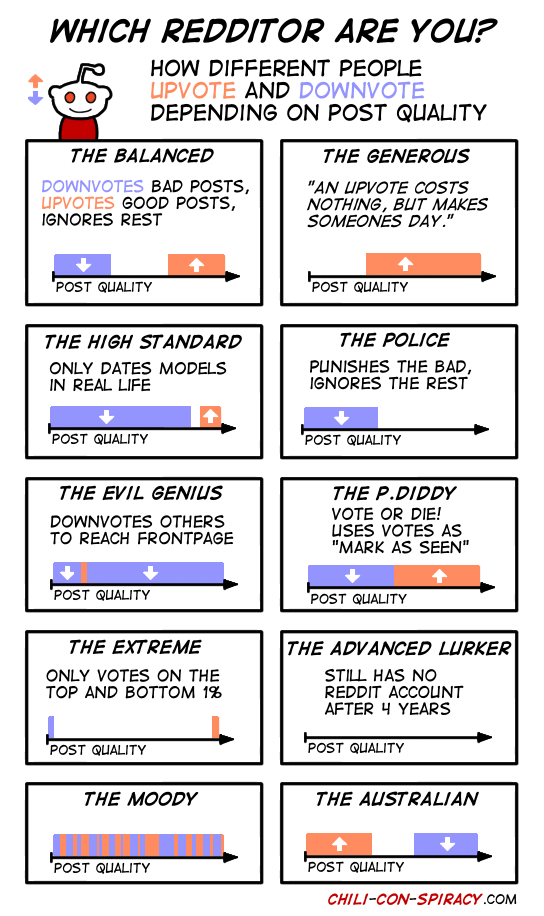 WHICH REDDITOR ARE YOU?
HOW DIFFERENT PEOPLE
UPVOTE AND DOWNVOTE
DEPENDING ON POST QUALITY
THE BALANCED
DOWNVOTES BAD POSTS,
UPVOTES GOOD POSTS,
IGNORES REST
POST QUALITY
THE GENEROUS
"AN UPVOTE COSTS
NOTHING, BUT MAKES
SOMEONES DAY."
POST QUALITY
THE HIGH STANDARD
ONLY DATES MODELS
IN REAL LIFE
POST QUALITY
THE POLICE
PUNISHES THE BAD,
IGNORES THE REST
POST QUALITY
THE EVIL GENIUS
DOWNVOTES OTHERS
TO REACH FRONTPAGE
POST QUALITY
THE P.DIDDY
VOTE OR DIE!
USES VOTES AS
"MARK AS SEEN"
POST QUALITY
THE EXTREME
ONLY VOTES ON THE
TOP AND BOTTOM 1%
POST QUALITY
THE ADVANCED LURKER
STILL HAS NO
REDDIT ACCOUNT
AFTER 4 YEARS
POST QUALITY
THE MOODY
POST QUALITY
THE AUSTRALIAN
POST QUALITY
CHILI-CON-SPIRACY.COM